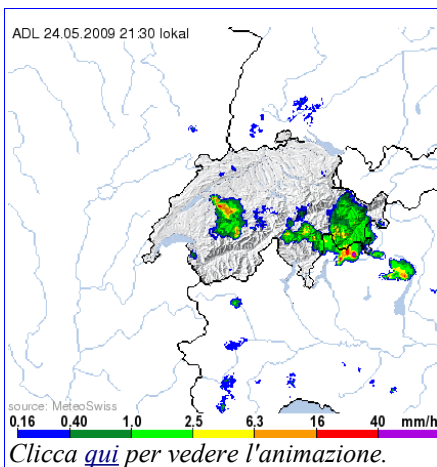 ADL 24.05.2009 21:30 lokal
source: MeteoSwiss
0.16 0.40 1.0 2.5 6.3 16 40 mm/h
Clicca qui per vedere l'animazione.